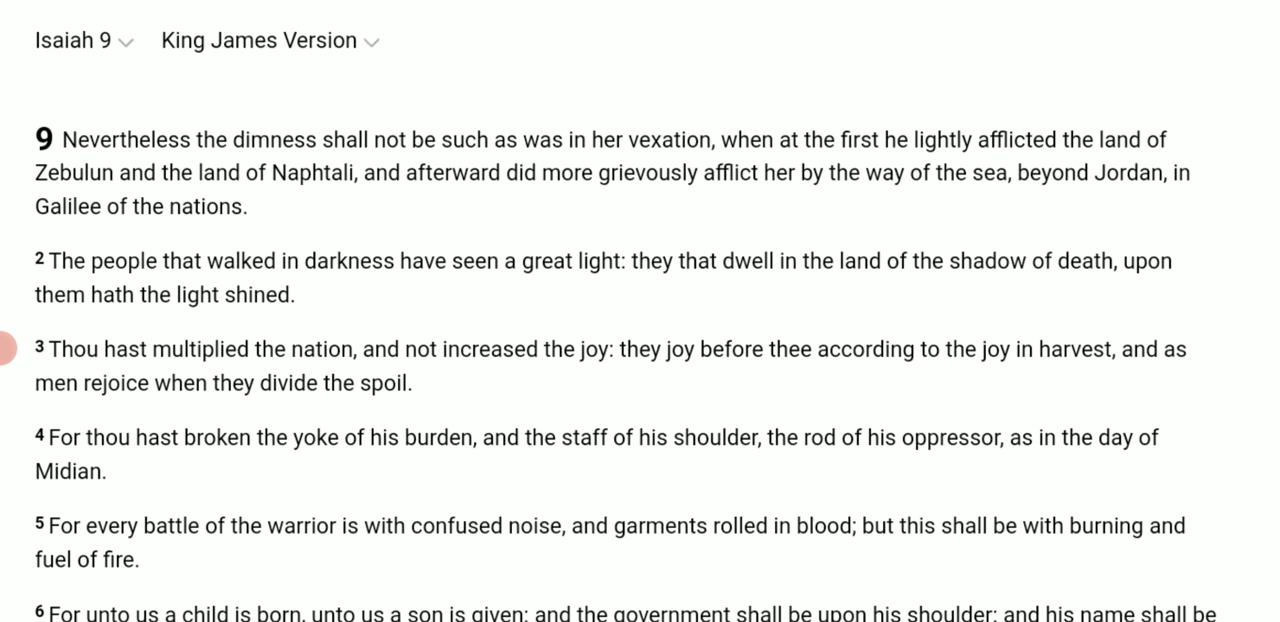 Isaiah 9 King James Version
9 Nevertheless the dimness shall not be such as was in her vexation, when at the first he lightly afflicted the land of
Zebulun and the land of Naphtali, and afterward did more grievously afflict her by the way of the sea, beyond Jordan, in
Galilee of the nations.
2 The people that walked in darkness have seen a great light: they that dwell in the land of the shadow of death, upon
them hath the light shined.
3 Thou hast multiplied the nation, and not increased the joy: they joy before thee according to the joy in harvest, and as
men rejoice when they divide the spoil.
4 For thou hast broken the yoke of his burden, and the staff of his shoulder, the rod of his oppressor, as in the day of
Midian.
5 For every battle of the warrior is with confused noise, and garments rolled in blood; but this shall be with burning and
fuel of fire.
6 For unto us a child is born, unto us a son is given: and the government shall be upon his shoulder: and his name shall be